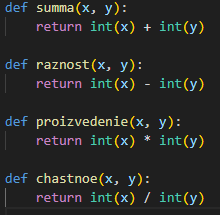 def summa(x, y):
    return int(x) + int(y)

def raznost(x, y):
    return int(x) - int(y)

def proizvedenie(x, y):
    return int(x) * int(y)

def chastnoe(x, y):
    return int(x) / int(y)